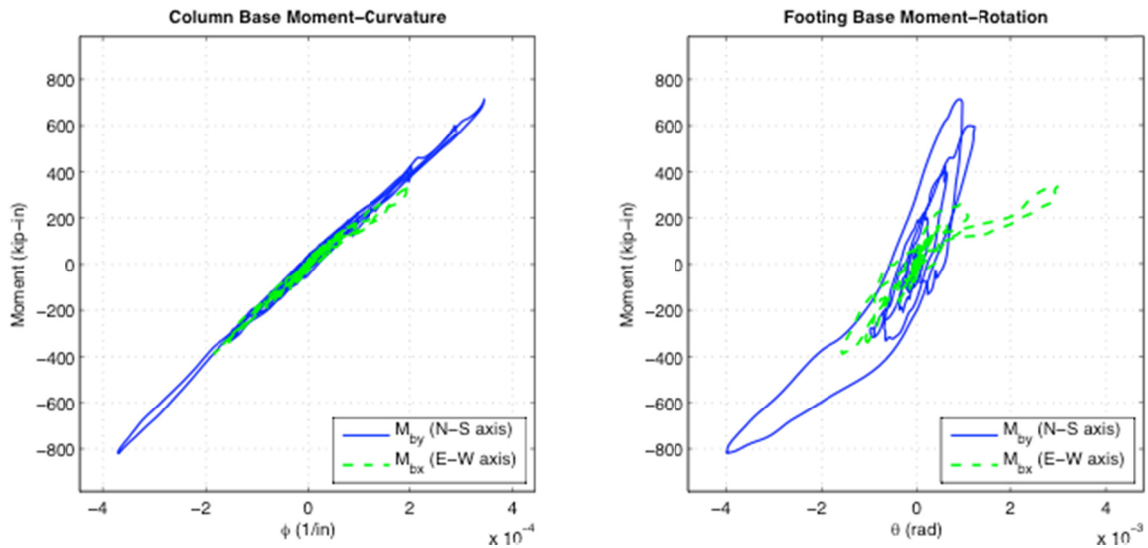 Column Base Moment−Curvature
Moment (kip−in)
800
600
400
200
0
−200
−400
−600
−800
−4
−2
0
2
4
ϕ (1/in)
x 10⁻⁴
M_by (N−S axis)
M_bx (E−W axis)
Footing Base Moment−Rotation
Moment (kip−in)
800
600
400
200
0
−200
−400
−600
−800
−4
−2
0
2
4
θ (rad)
x 10⁻³
M_by (N−S axis)
M_bx (E−W axis)